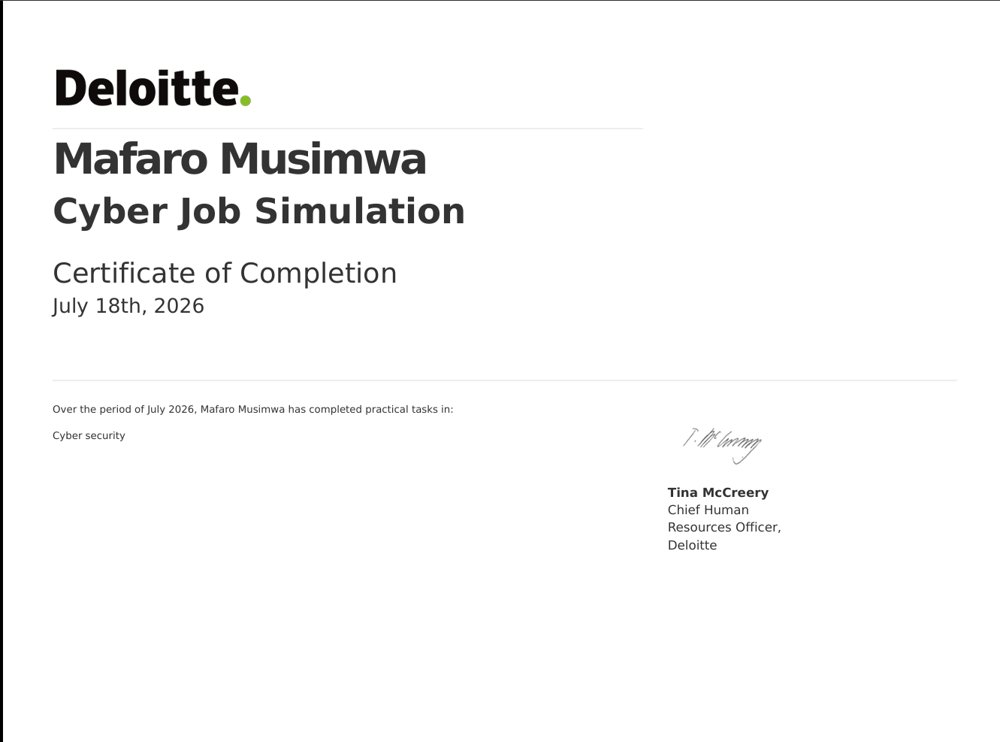 Deloitte.
Mafaro Musimwa
Cyber Job Simulation
Certificate of Completion
July 18th, 2026
Over the period of July 2026, Mafaro Musimwa has completed practical tasks in:
Cyber security
T. McCreery
Tina McCreery
Chief Human
Resources Officer,
Deloitte